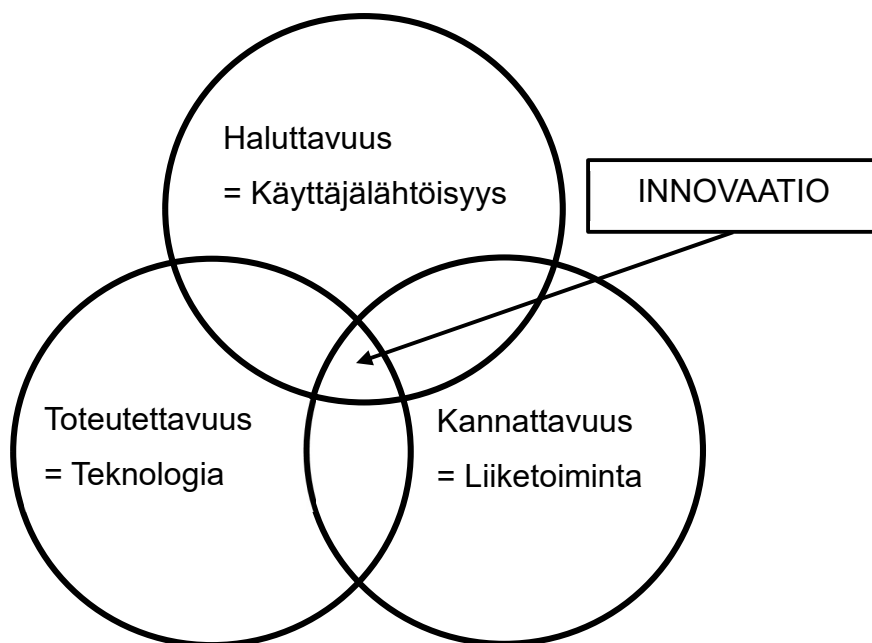 Haluttavuus
= Käyttäjälähtöisyys
INNOVAATIO
Toteutettavuus
= Teknologia
Kannattavuus
= Liiketoiminta